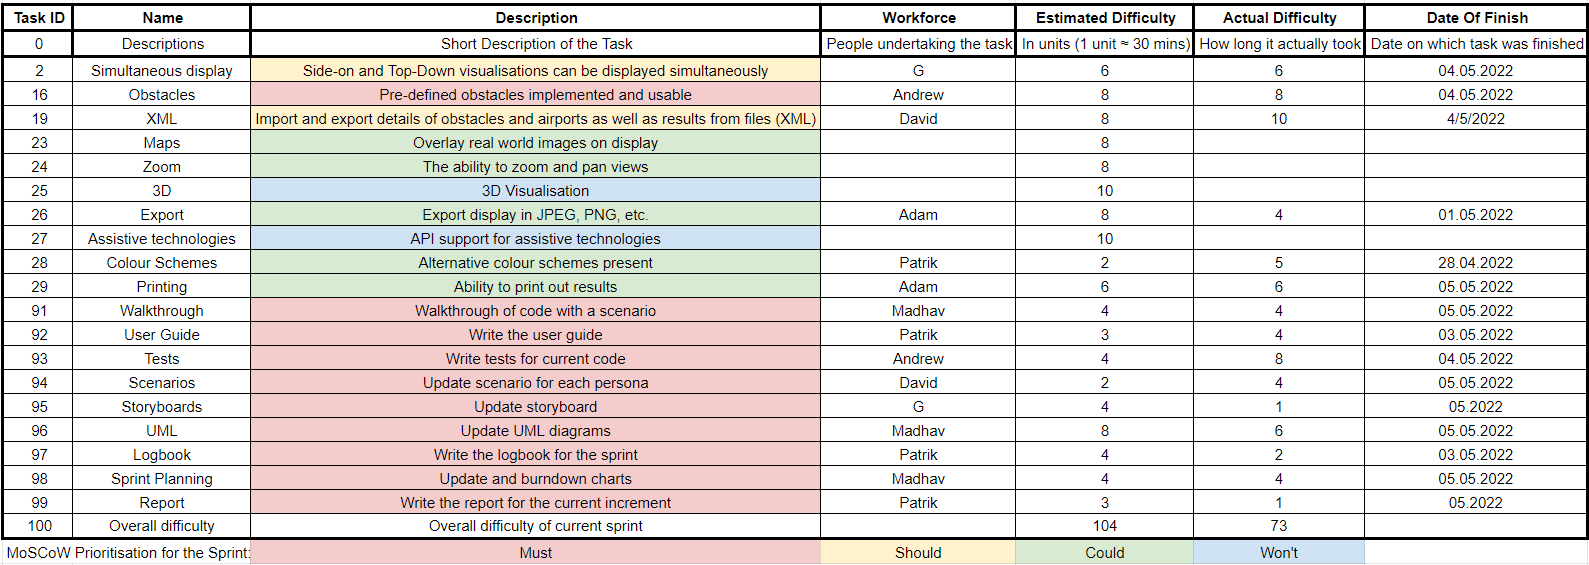 Task ID Name Description Workforce Estimated Difficulty Actual Difficulty Date Of Finish
0 Descriptions Short Description of the Task People undertaking the task In units (1 unit ≈ 30 mins) How long it actually took Date on which task was finished
2 Simultaneous display Side-on and Top-Down visualisations can be displayed simultaneously G 6 6 04.05.2022
16 Obstacles Pre-defined obstacles implemented and usable Andrew 8 8 04.05.2022
19 XML Import and export details of obstacles and airports as well as results from files (XML) David 8 10 4/5/2022
23 Maps Overlay real world images on display 8
24 Zoom The ability to zoom and pan views 8
25 3D 3D Visualisation 10
26 Export Export display in JPEG, PNG, etc. Adam 8 4 01.05.2022
27 Assistive technologies API support for assistive technologies 10
28 Colour Schemes Alternative colour schemes present Patrik 2 5 28.04.2022
29 Printing Ability to print out results Adam 6 6 05.05.2022
91 Walkthrough Walkthrough of code with a scenario Madhav 4 4 05.05.2022
92 User Guide Write the user guide Patrik 3 4 03.05.2022
93 Tests Write tests for current code Andrew 4 8 04.05.2022
94 Scenarios Update scenario for each persona David 2 4 05.05.2022
95 Storyboards Update storyboard G 4 1 05.2022
96 UML Update UML diagrams Madhav 8 6 05.05.2022
97 Logbook Write the logbook for the sprint Patrik 4 2 03.05.2022
98 Sprint Planning Update and burndown charts Madhav 4 4 05.05.2022
99 Report Write the report for the current increment Patrik 3 1 05.2022
100 Overall difficulty Overall difficulty of current sprint 104 73
MoSCoW Prioritisation for the Sprint: Must Should Could Won't